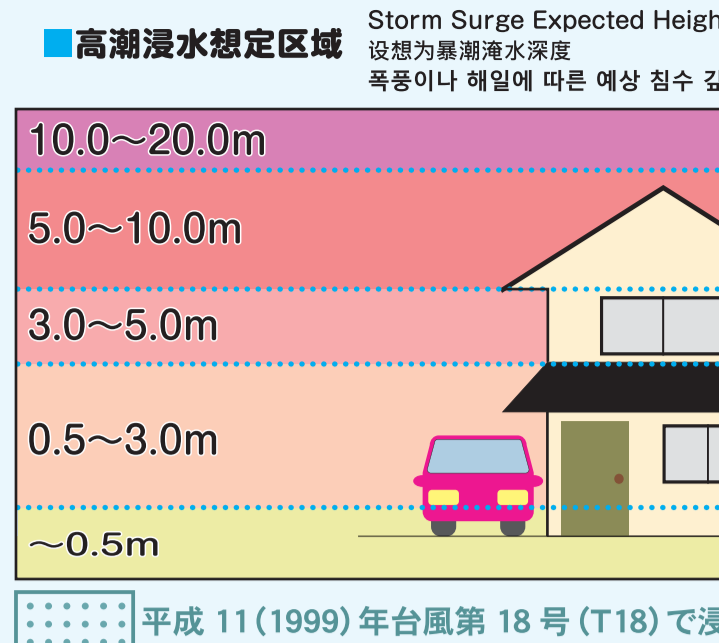 ■高潮浸水想定区域
Storm Surge Expected Heigh
设想为暴潮淹水深度
폭풍이나 해일에 따른 예상 침수
10.0～20.0m
5.0～10.0m
3.0～5.0m
0.5～3.0m
～0.5m
平成 11（1999）年台風第 18 号（T18）で浸